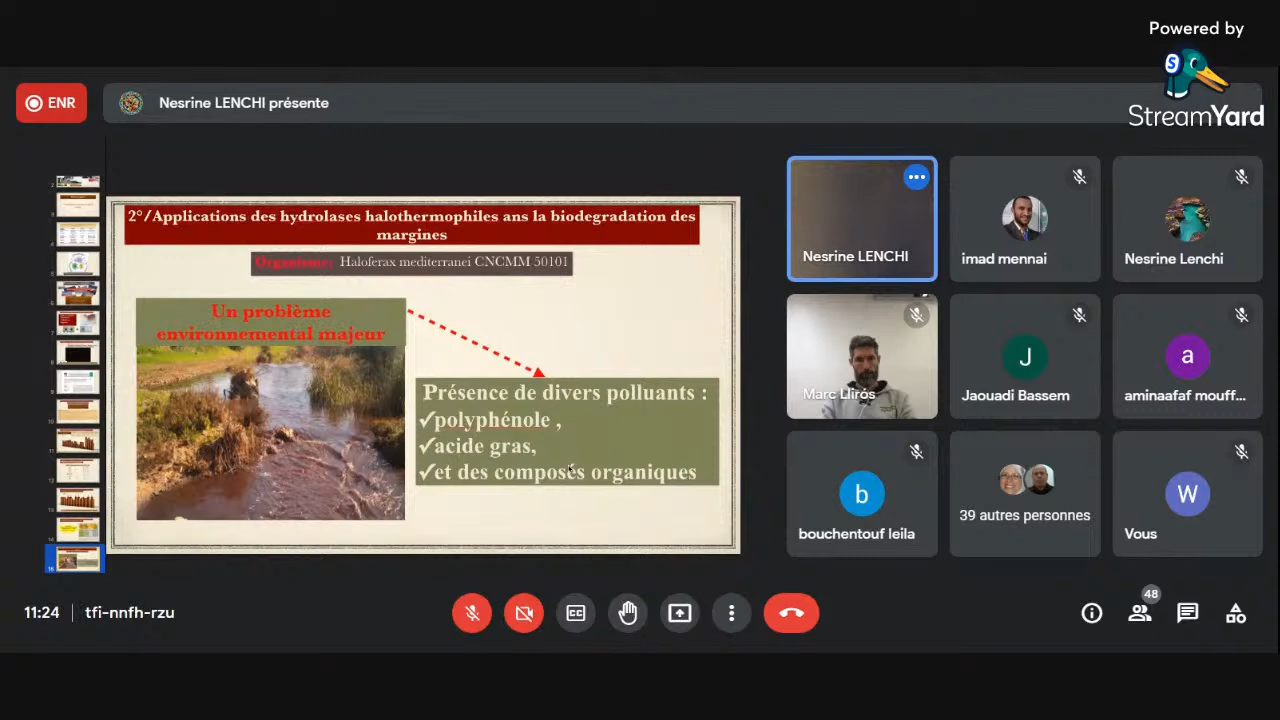 Powered by
StreamYard
ENR
Nesrine LENCHI présente
2°/Applications des hydrolases halothermophiles ans la biodegradation des
margines
Organisme: Haloferax mediterranei CNCMM 50101
Un problème
environnemental majeur
Présence de divers polluants :
✓polyphénole ,
✓acide gras,
✓et des composés organiques
Nesrine LENCHI
imad mennai
Nesrine Lenchi
Marc Llirós
Jaouadi Bassem
aminaafaf mouff...
bouchentouf leila
39 autres personnes
Vous
J
a
b
W
11:24
tfi-nnfh-rzu
CC
48